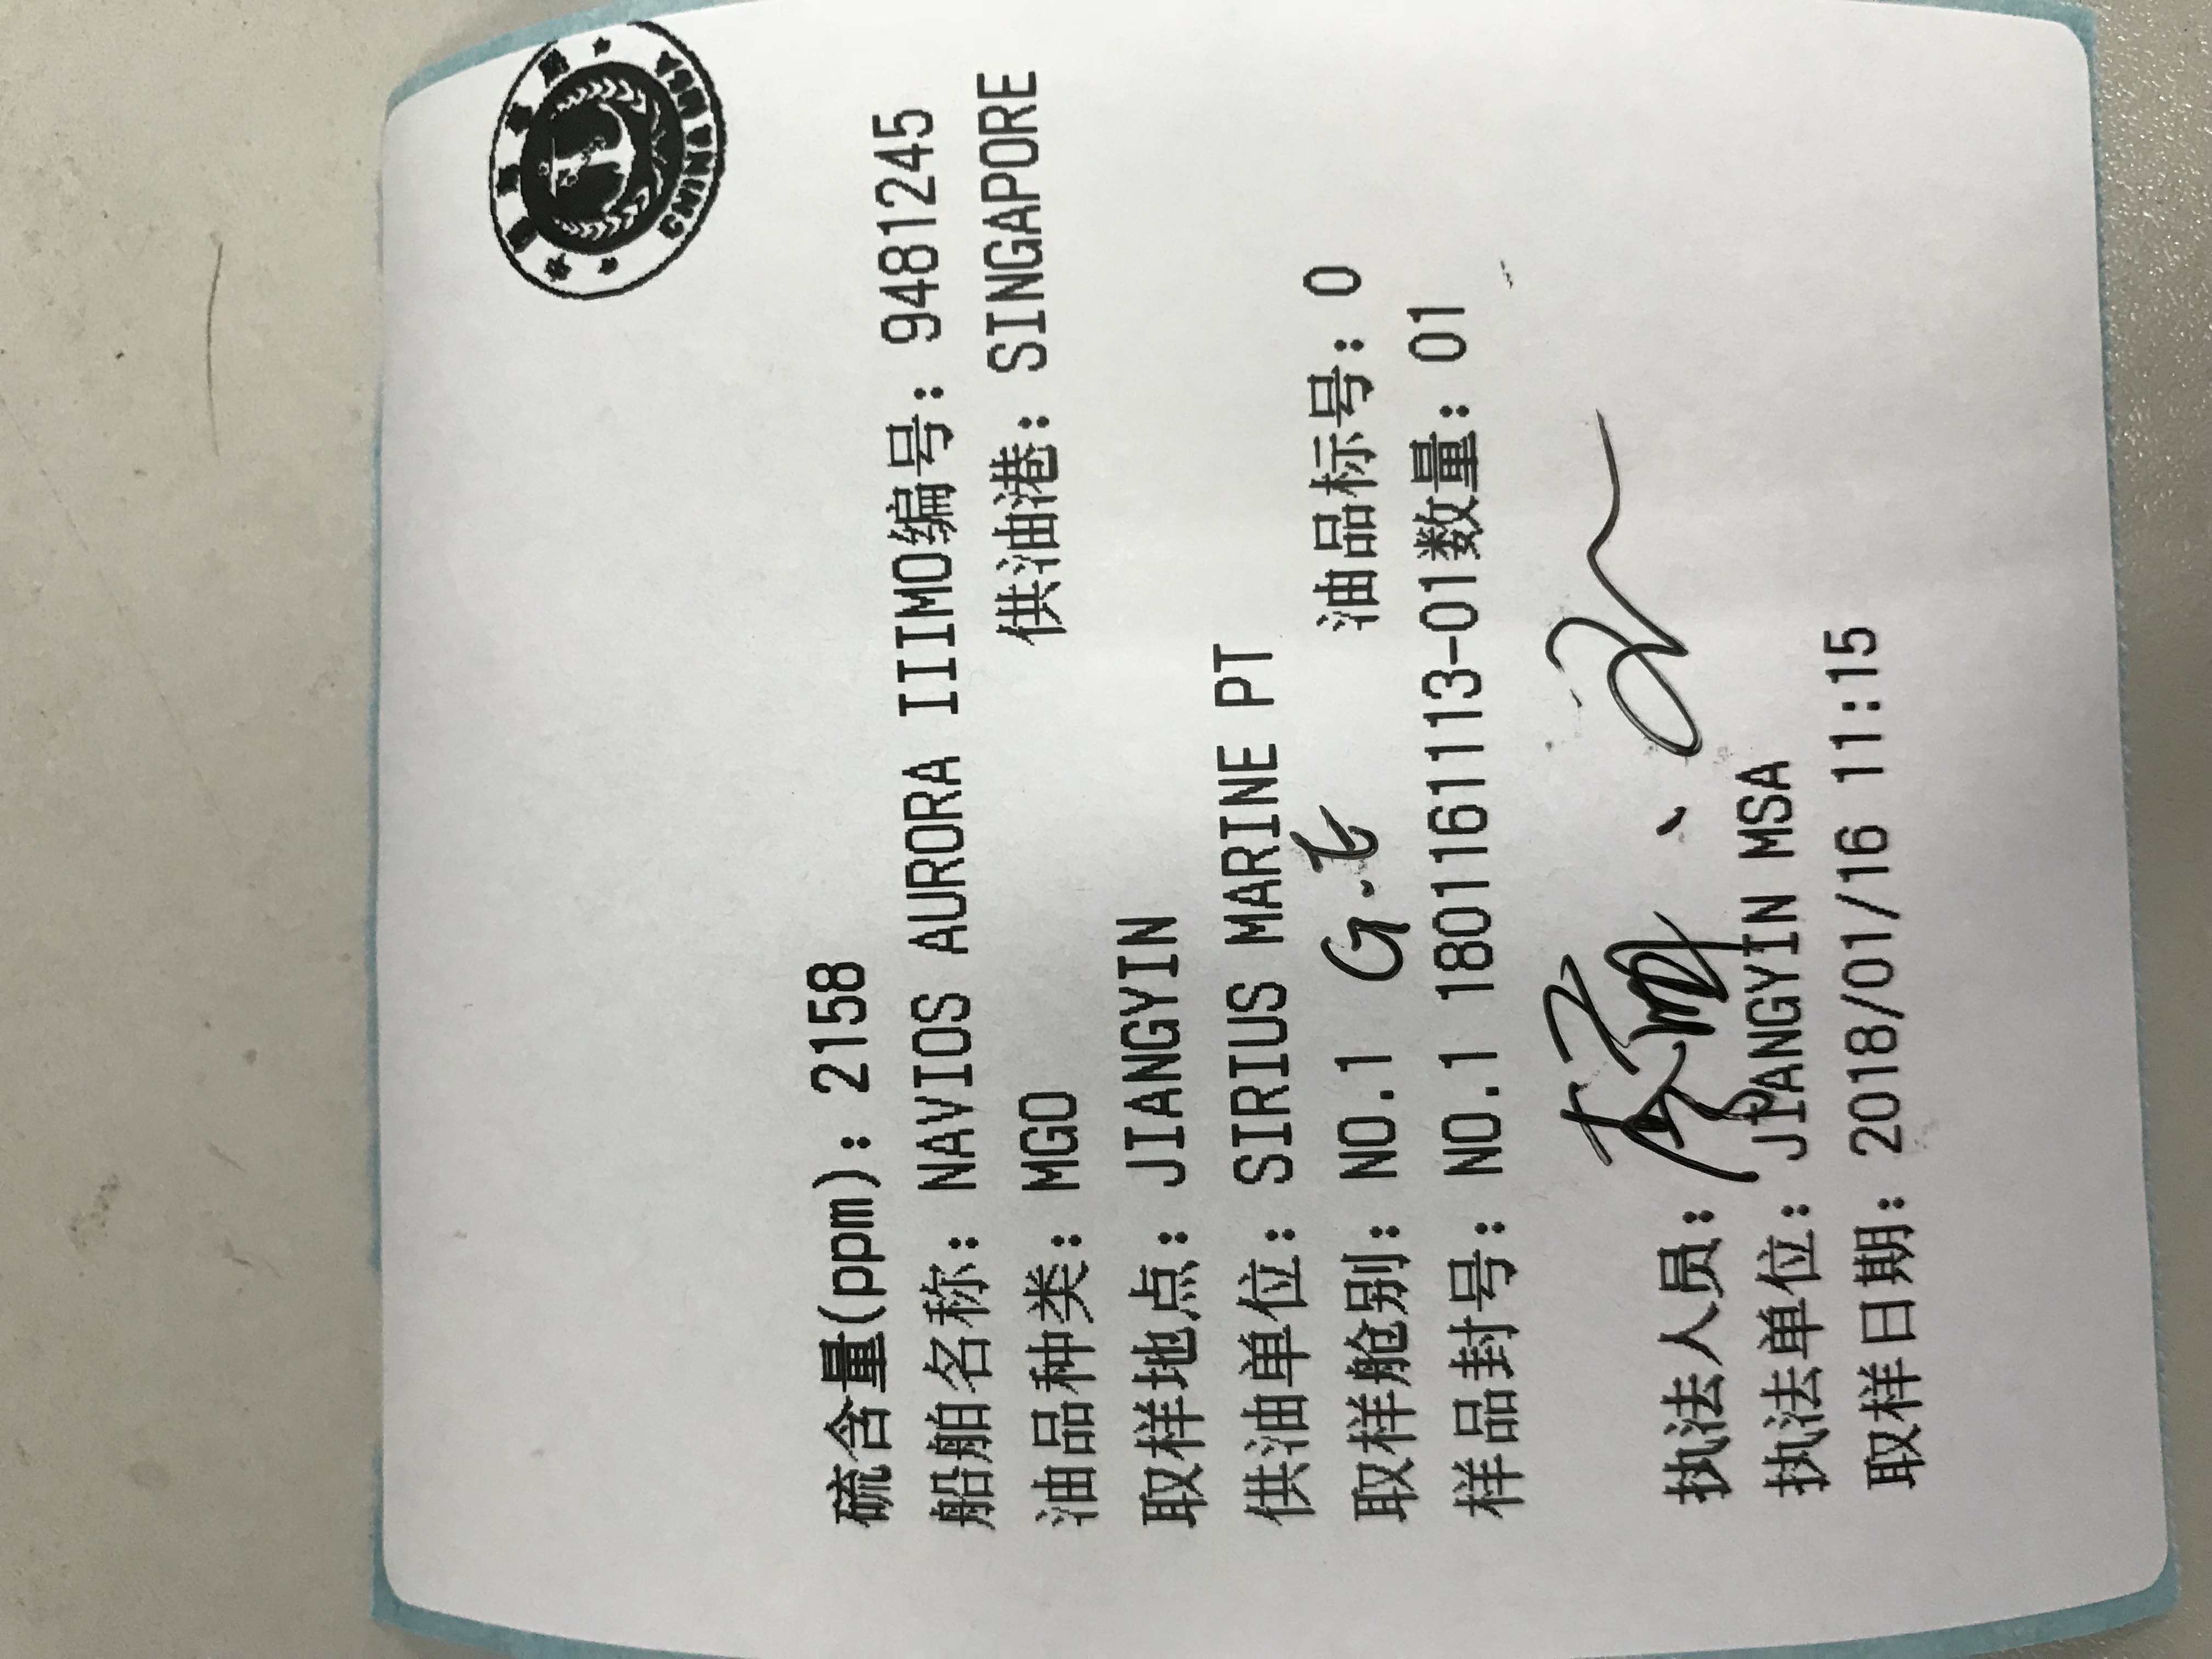 CHINA MSA
硫含量(ppm): 2158
船舶名称: NAVIOS AURORA IIIMO编号: 9481245
油品种类: MGO 供油港: SINGAPORE
取样地点: JIANGYIN
供油单位: SIRIUS MARINE PT
取样舱别: NO.1 G.E 油品标号: 0
样品封号: NO.1 1801161113-01数量: 01
执法人员:
执法单位: JIANGYIN MSA
取样日期: 2018/01/16 11:15